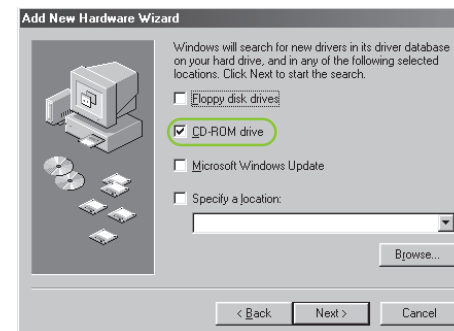 Add New Hardware Wizard
Windows will search for new drivers in its driver database
on your hard drive, and in any of the following selected
locations. Click Next to start the search.
Floppy disk drives
CD-ROM drive
Microsoft Windows Update
Specify a location:
Browse...
< Back
Next >
Cancel